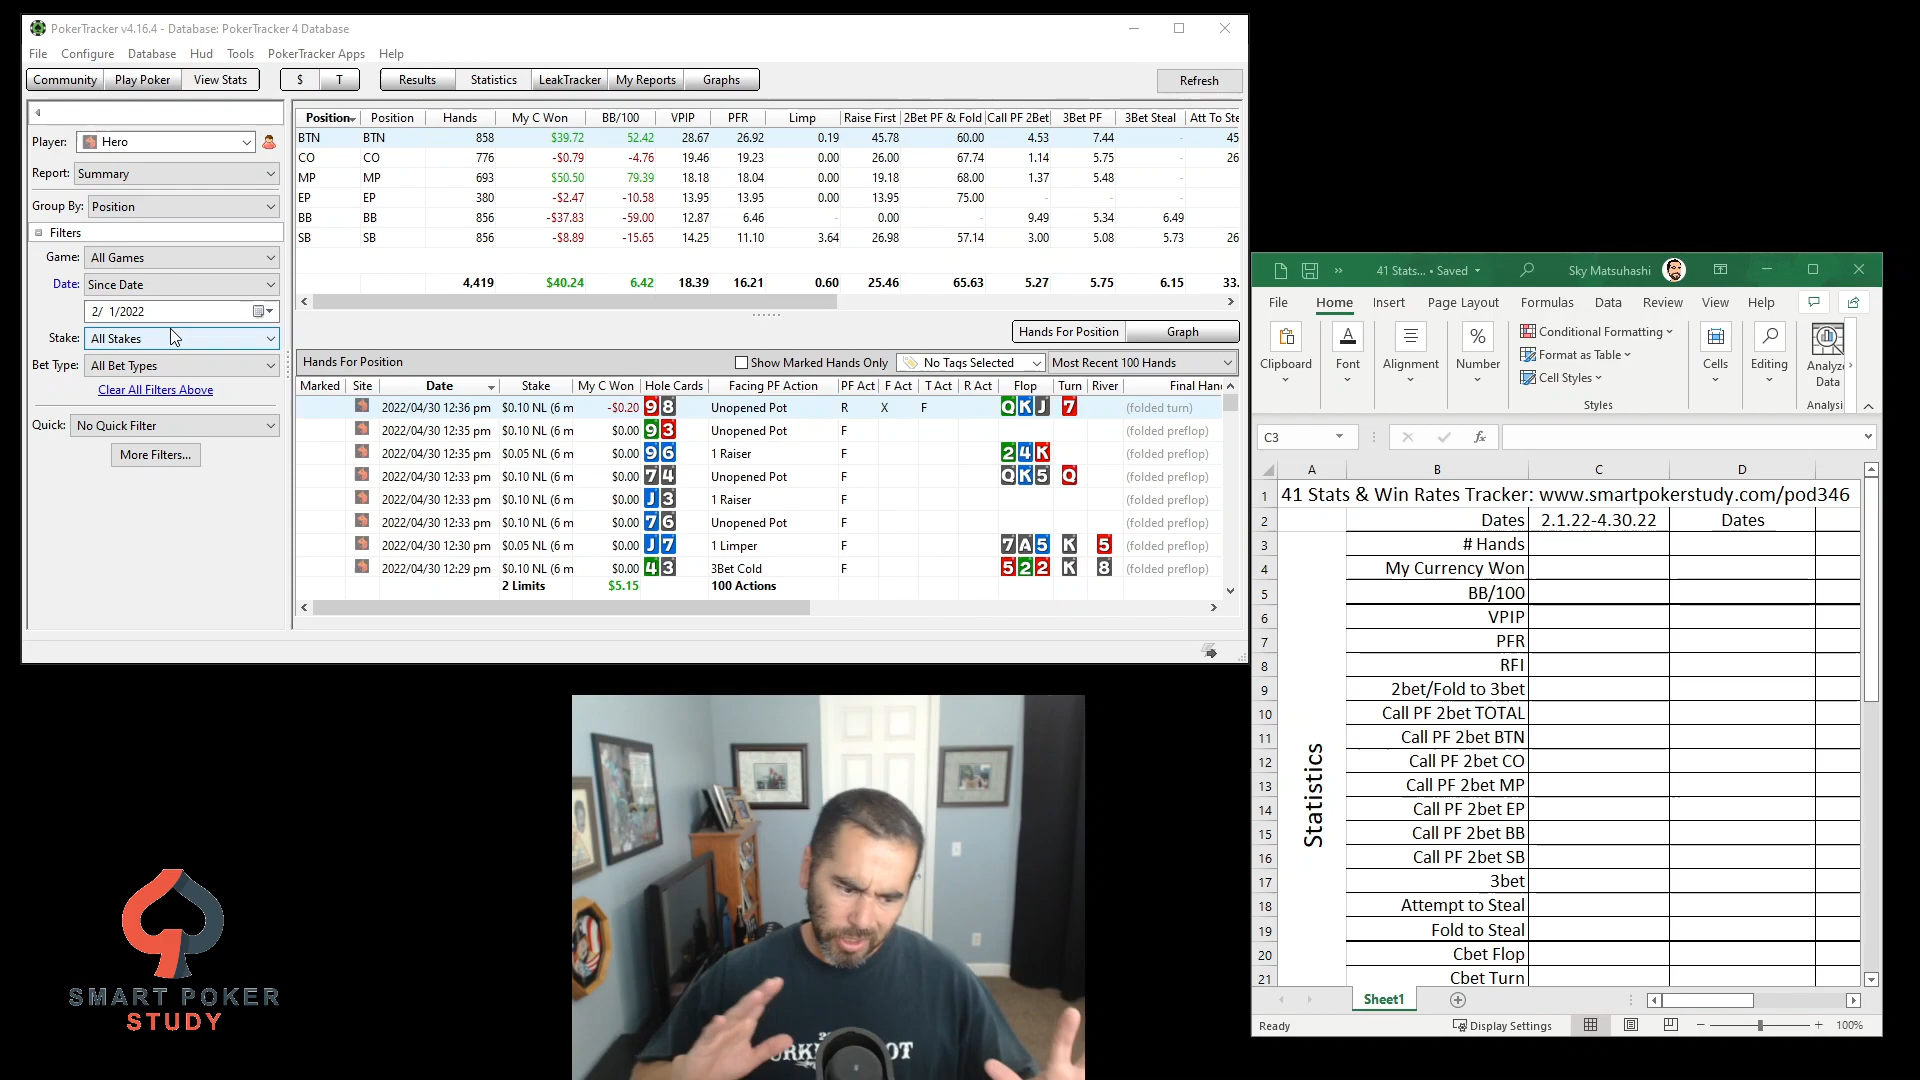 PokerTracker v4.16.4 - Database: PokerTracker 4 Database
File Configure Database Hud Tools PokerTracker Apps Help
Community Play Poker View Stats $ T Results Statistics LeakTracker My Reports Graphs Refresh
Player: Hero
Report: Summary
Group By: Position
Filters
Game: All Games
Date: Since Date
2/ 1/2022
Stake: All Stakes
Bet Type: All Bet Types
Clear All Filters Above
Quick: No Quick Filter
More Filters...
Position Position Hands My C Won BB/100 VPIP PFR Limp Raise First 2Bet PF & Fold Call PF 2Bet 3Bet PF 3Bet Steal Att To Ste
BTN BTN 858 $39.72 52.42 28.67 26.92 0.19 45.78 60.00 4.53 7.44 - 45
CO CO 776 -$0.79 -4.76 19.46 19.23 0.00 26.00 67.74 1.14 5.75 - 26
MP MP 693 $50.50 79.39 18.18 18.04 0.00 19.18 68.00 1.37 5.48 -
EP EP 380 -$2.47 -10.58 13.95 13.95 0.00 13.95 75.00 - - -
BB BB 856 -$37.83 -59.00 12.87 6.46 - 0.00 - 9.49 5.34 6.49
SB SB 856 -$8.89 -15.65 14.25 11.10 3.64 26.98 57.14 3.00 5.08 5.73 26
4,419 $40.24 6.42 18.39 16.21 0.60 25.46 65.63 5.27 5.75 6.15 33.
Hands For Position Graph
Hands For Position Show Marked Hands Only No Tags Selected Most Recent 100 Hands
Marked Site Date Stake My C Won Hole Cards Facing PF Action PF Act F Act T Act R Act Flop Turn River Final Han
2022/04/30 12:36 pm $0.10 NL (6 m -$0.20 9 8 Unopened Pot R X F Q K J 7 (folded turn)
2022/04/30 12:35 pm $0.10 NL (6 m $0.00 9 3 Unopened Pot F (folded preflop)
2022/04/30 12:35 pm $0.05 NL (6 m $0.00 9 6 1 Raiser F 2 4 K (folded preflop)
2022/04/30 12:33 pm $0.10 NL (6 m $0.00 7 4 Unopened Pot F Q K 5 Q (folded preflop)
2022/04/30 12:33 pm $0.10 NL (6 m $0.00 J 3 1 Raiser F (folded preflop)
2022/04/30 12:33 pm $0.10 NL (6 m $0.00 7 6 Unopened Pot F (folded preflop)
2022/04/30 12:30 pm $0.05 NL (6 m $0.00 J 7 1 Limper F 7 A 5 K 5 (folded preflop)
2022/04/30 12:29 pm $0.10 NL (6 m $0.00 4 3 3Bet Cold F 5 2 2 K 8 (folded preflop)
2 Limits $5.15 100 Actions
41 Stats... • Saved Sky Matsuhashi
File Home Insert Page Layout Formulas Data Review View Help
Clipboard Font Alignment Number Conditional Formatting Format as Table Cell Styles Cells Editing Analyze Data
Styles Analysi
C3 fx
A B C D
1 41 Stats & Win Rates Tracker: www.smartpokerstudy.com/pod346
2 Dates 2.1.22-4.30.22 Dates
3 # Hands
4 My Currency Won
5 BB/100
6 VPIP
7 PFR
8 RFI
9 2bet/Fold to 3bet
10 Call PF 2bet TOTAL
11 Call PF 2bet BTN
12 Call PF 2bet CO
13 Call PF 2bet MP
14 Call PF 2bet EP
15 Call PF 2bet BB
16 Call PF 2bet SB
17 3bet
18 Attempt to Steal
19 Fold to Steal
20 Cbet Flop
21 Cbet Turn
Statistics
Sheet1
Ready Display Settings 100%
SMART POKER
STUDY